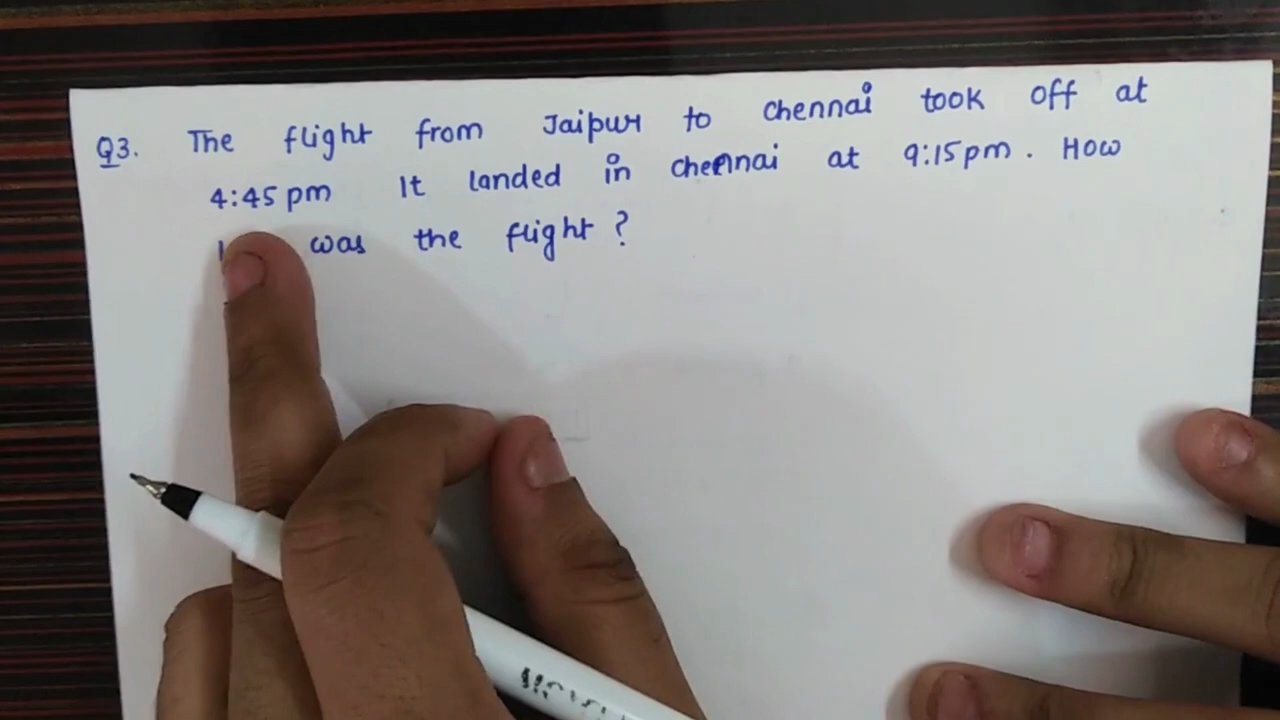 Q3. The flight from Jaipur to chennai took off at
4:45 pm It landed in chennai at 9:15pm. How
was the flight ?